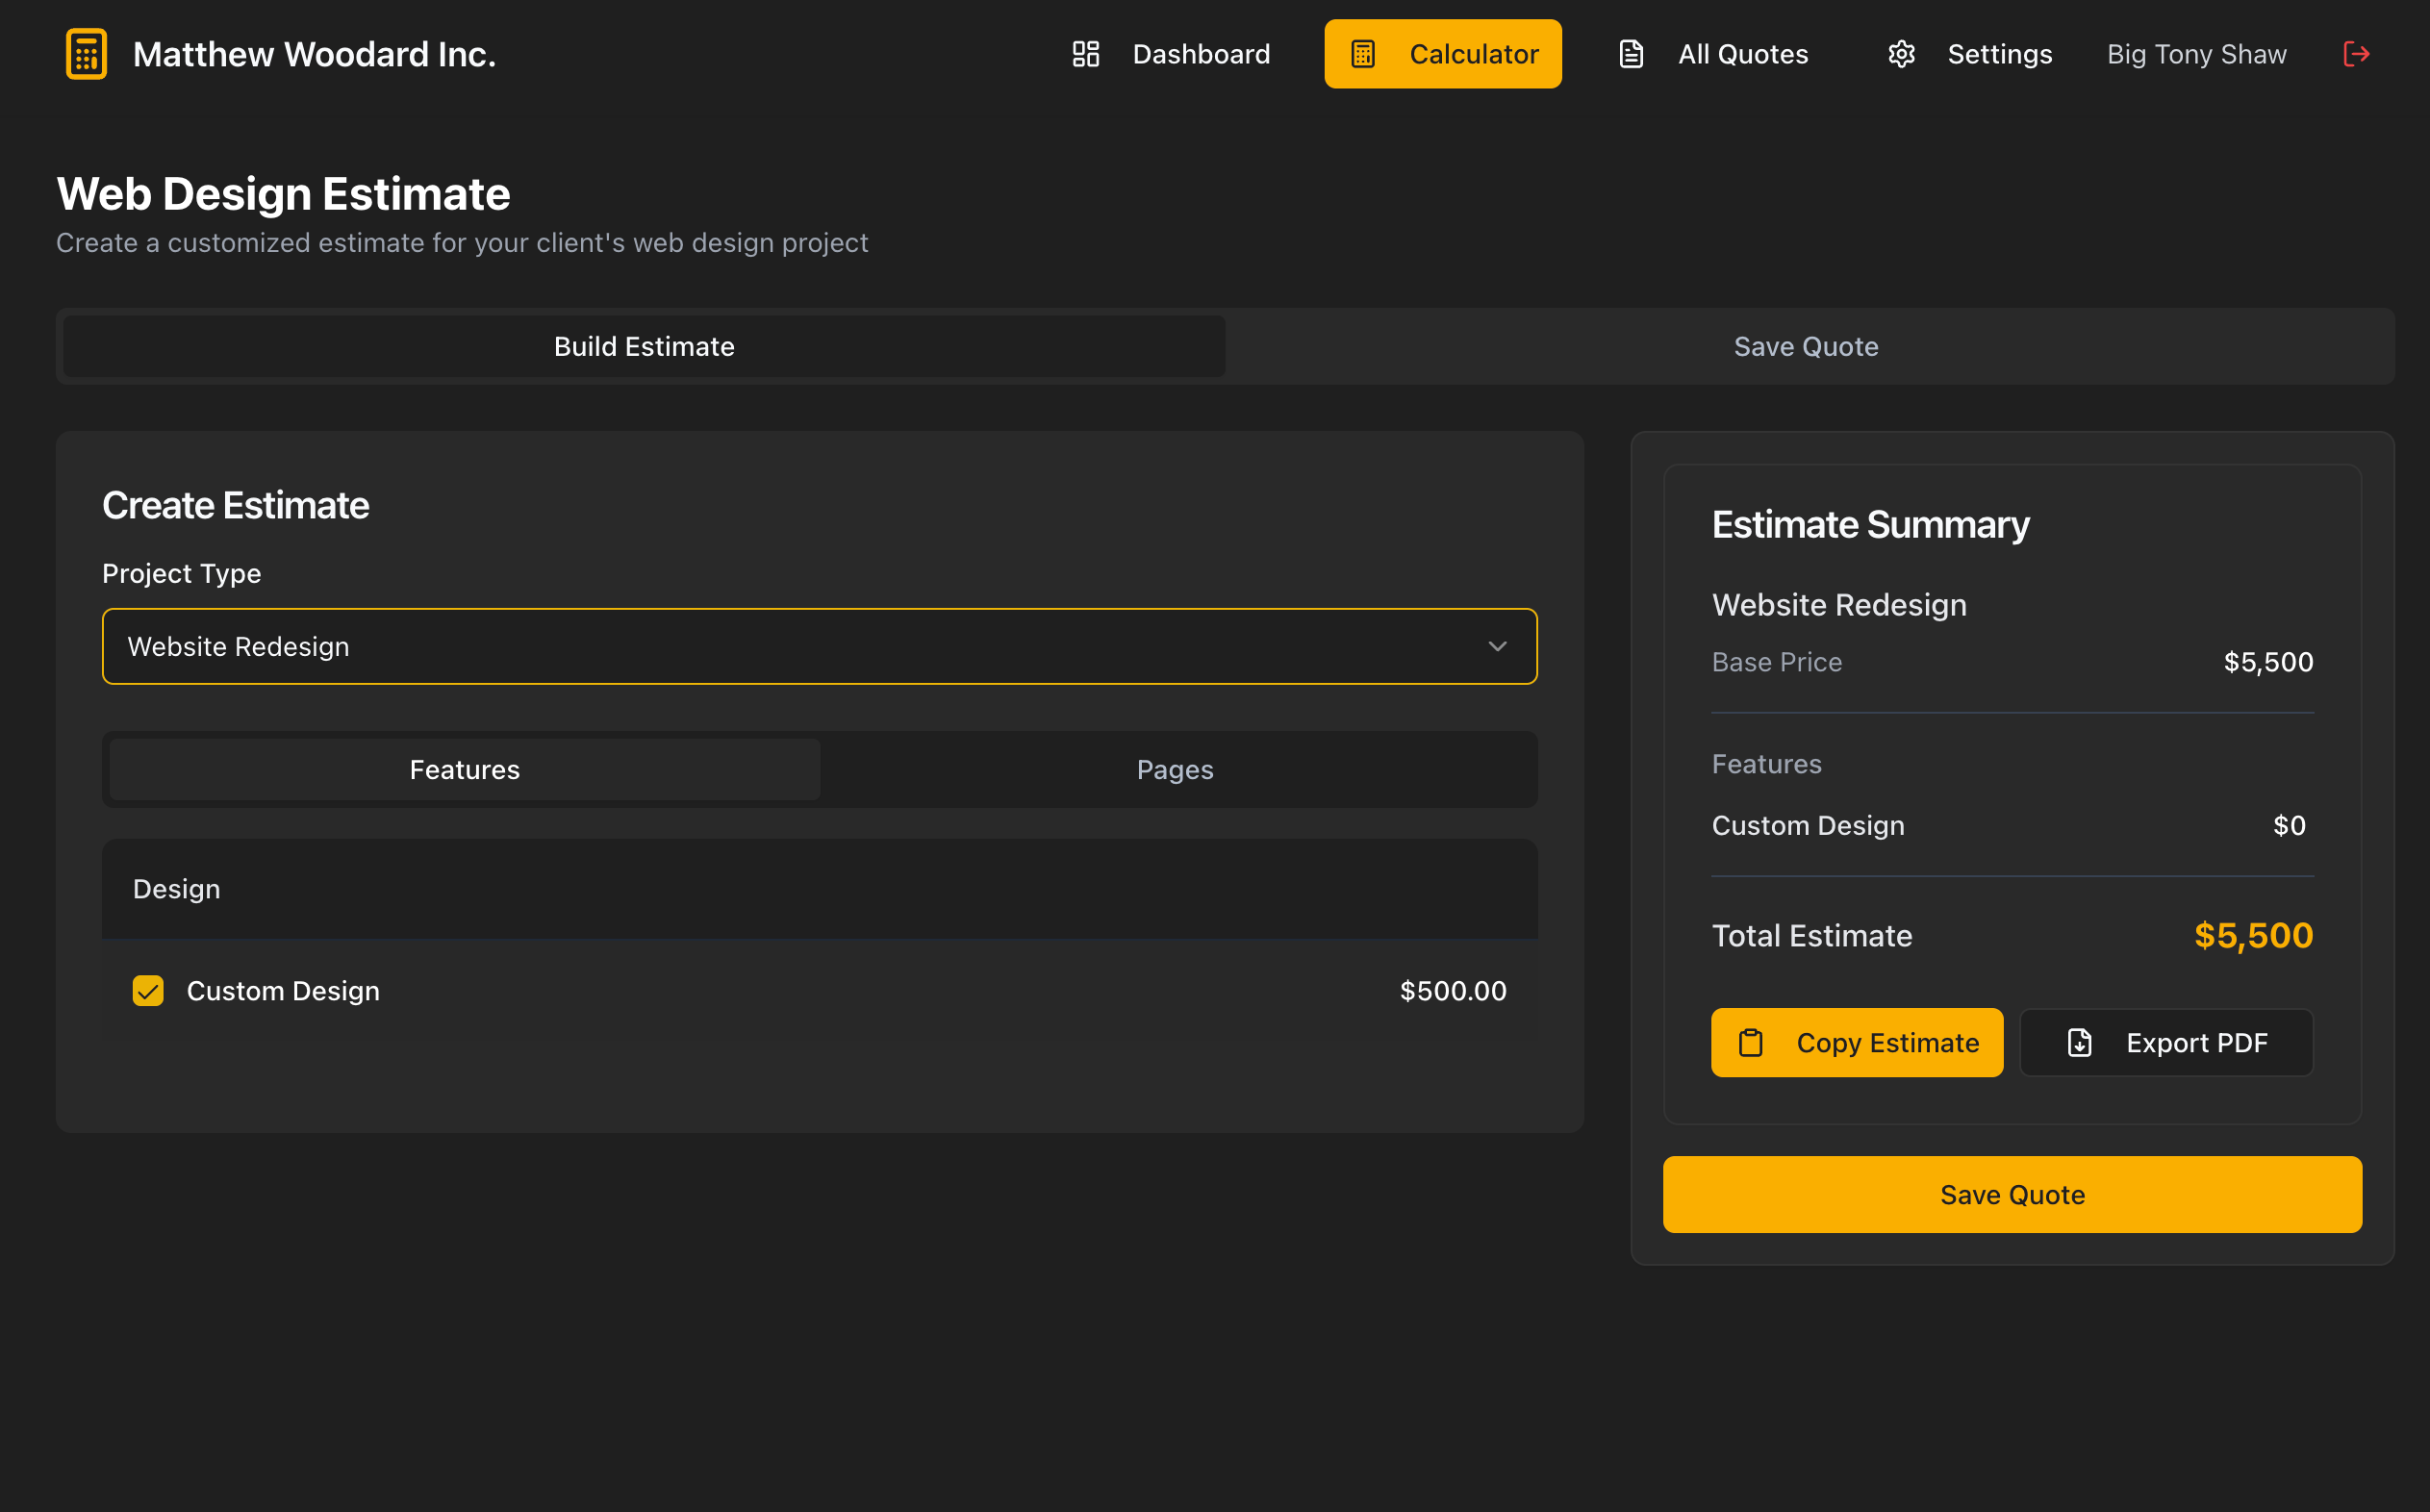 Matthew Woodard Inc.
Dashboard
Calculator
All Quotes
Settings
Big Tony Shaw
Web Design Estimate
Create a customized estimate for your client's web design project
Build Estimate
Save Quote
Create Estimate
Project Type
Website Redesign
Features
Pages
Design
Custom Design $500.00
Estimate Summary
Website Redesign
Base Price $5,500
Features
Custom Design $0
Total Estimate $5,500
Copy Estimate
Export PDF
Save Quote